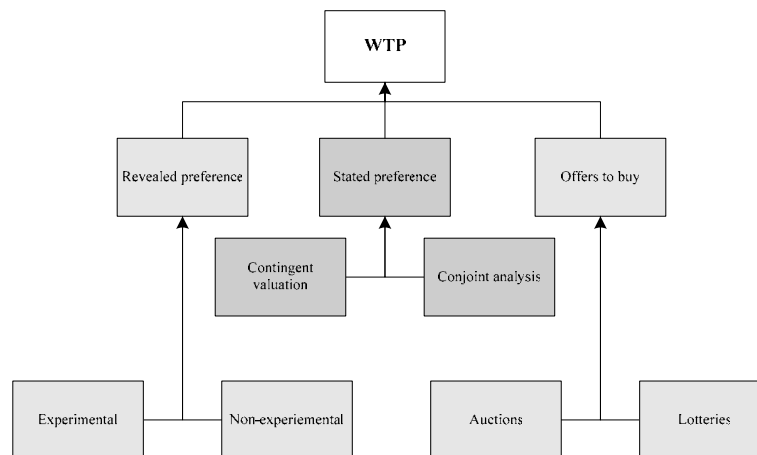 WTP
Revealed preference
Stated preference
Offers to buy
Contingent
valuation
Conjoint analysis
Experimental
Non-experiemental
Auctions
Lotteries